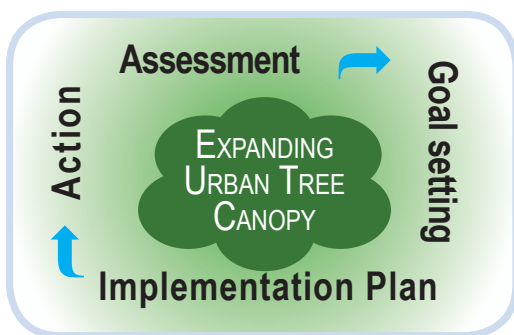 Assessment
Goal setting
Implementation Plan
Action
EXPANDING
URBAN TREE
CANOPY